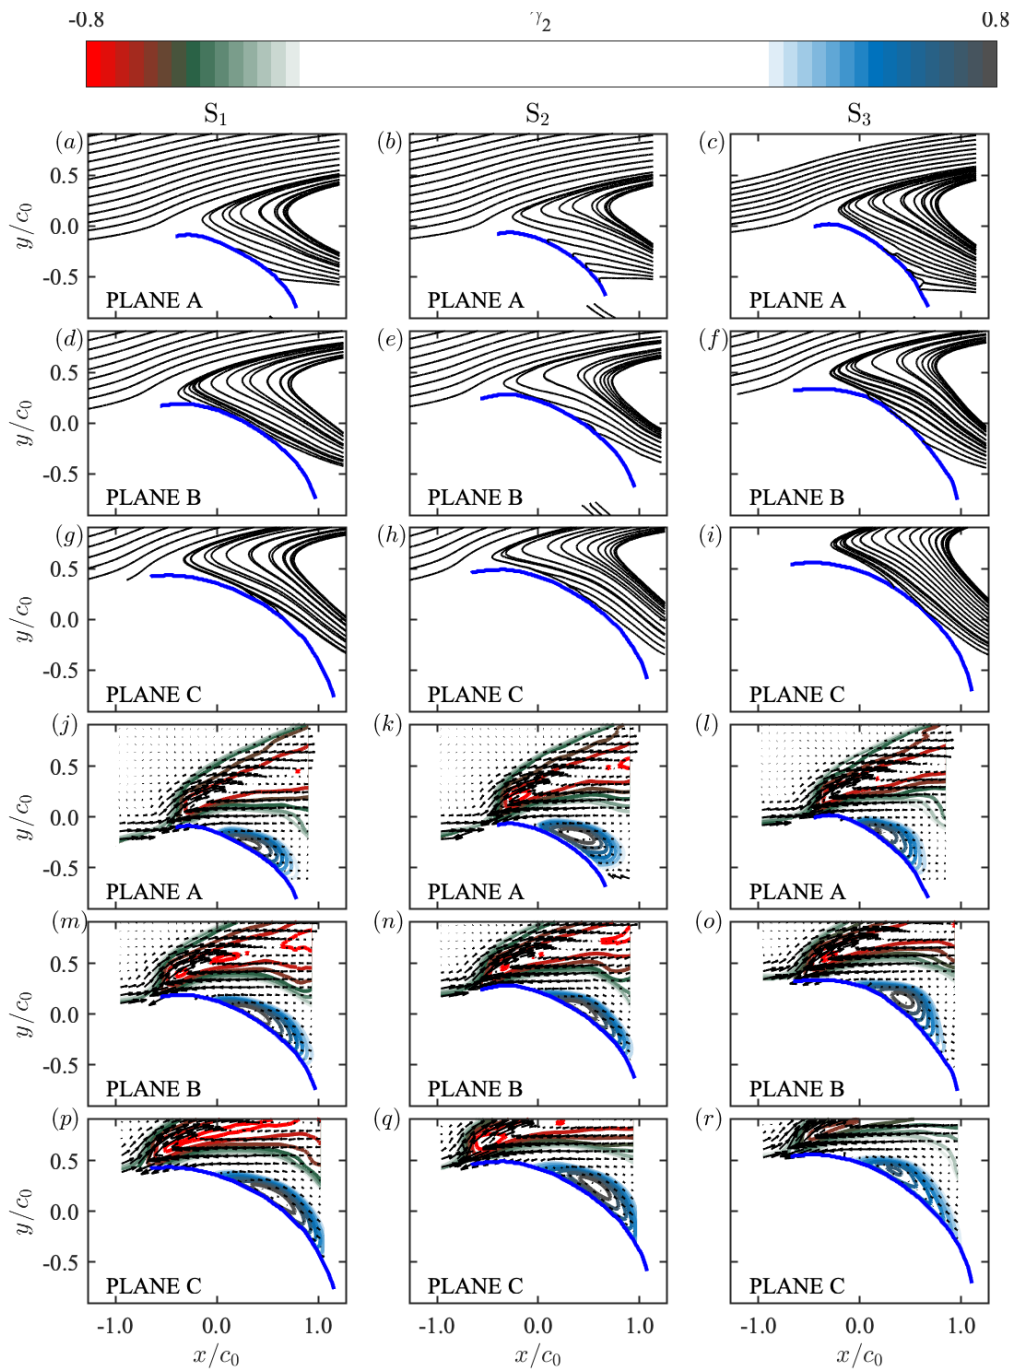 -0.8 γ₂ 0.8
S₁ S₂ S₃
(a) (b) (c)
0.5
0.0
-0.5
y/c₀
PLANE A PLANE A PLANE A
(d) (e) (f)
0.5
0.0
-0.5
y/c₀
PLANE B PLANE B PLANE B
(g) (h) (i)
0.5
0.0
-0.5
y/c₀
PLANE C PLANE C PLANE C
(j) (k) (l)
0.5
0.0
-0.5
y/c₀
PLANE A PLANE A PLANE A
(m) (n) (o)
0.5
0.0
-0.5
y/c₀
PLANE B PLANE B PLANE B
(p) (q) (r)
0.5
0.0
-0.5
y/c₀
PLANE C PLANE C PLANE C
-1.0 0.0 1.0 -1.0 0.0 1.0 -1.0 0.0 1.0
x/c₀ x/c₀ x/c₀